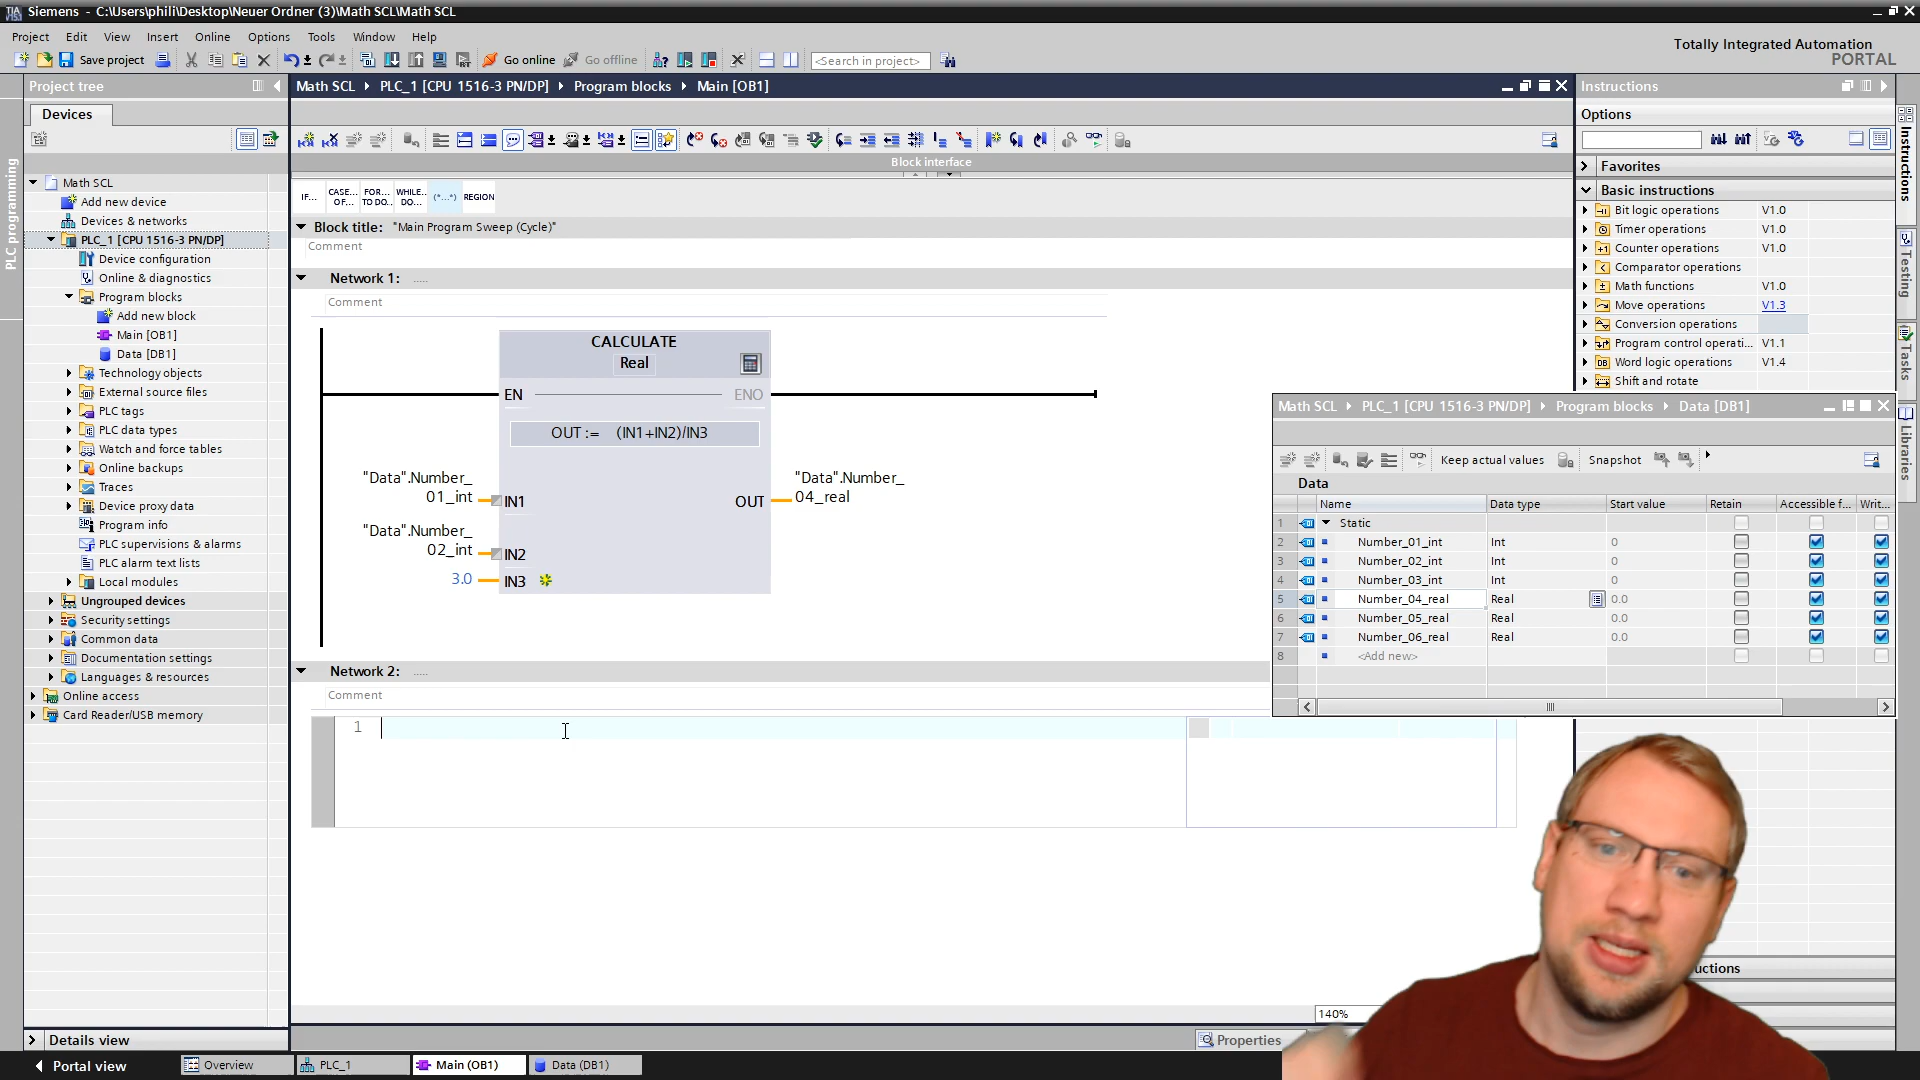 Siemens - C:\Users\phili\Desktop\Neuer Ordner (3)\Math SCL\Math SCL
Project Edit View Insert Online Options Tools Window Help
Totally Integrated Automation
PORTAL
Save project
Go online
Go offline
<Search in project>
Project tree
Math SCL PLC_1 [CPU 1516-3 PN/DP] Program blocks Main [OB1]
Instructions
Devices
Options
PLC programming
Block interface
IF...
CASE... OF...
FOR... TO DO...
WHILE.. DO...
(*...*)
REGION
Block title: "Main Program Sweep (Cycle)"
Comment
Network 1: .....
Comment
CALCULATE
Real
EN
ENO
OUT := (IN1+IN2)/IN3
"Data".Number_
01_int
IN1
"Data".Number_
02_int
IN2
3.0
IN3
OUT
"Data".Number_
04_real
Network 2: .....
Comment
1
140%
Properties
Math SCL
Add new device
Devices & networks
PLC_1 [CPU 1516-3 PN/DP]
Device configuration
Online & diagnostics
Program blocks
Add new block
Main [OB1]
Data [DB1]
Technology objects
External source files
PLC tags
PLC data types
Watch and force tables
Online backups
Traces
Device proxy data
Program info
PLC supervisions & alarms
PLC alarm text lists
Local modules
Ungrouped devices
Security settings
Common data
Documentation settings
Languages & resources
Online access
Card Reader/USB memory
Details view
Favorites
Basic instructions
Bit logic operations V1.0
Timer operations V1.0
Counter operations V1.0
Comparator operations
Math functions V1.0
Move operations V1.3
Conversion operations
Program control operati... V1.1
Word logic operations V1.4
Shift and rotate
Instructions
Testing
Tasks
Libraries
Math SCL PLC_1 [CPU 1516-3 PN/DP] Program blocks Data [DB1]
Keep actual values
Snapshot
Data
Name Data type Start value Retain Accessible f... Writ...
1 Static
2 Number_01_int Int 0
3 Number_02_int Int 0
4 Number_03_int Int 0
5 Number_04_real Real 0.0
6 Number_05_real Real 0.0
7 Number_06_real Real 0.0
8 <Add new>
uctions
Portal view
Overview
PLC_1
Main (OB1)
Data (DB1)